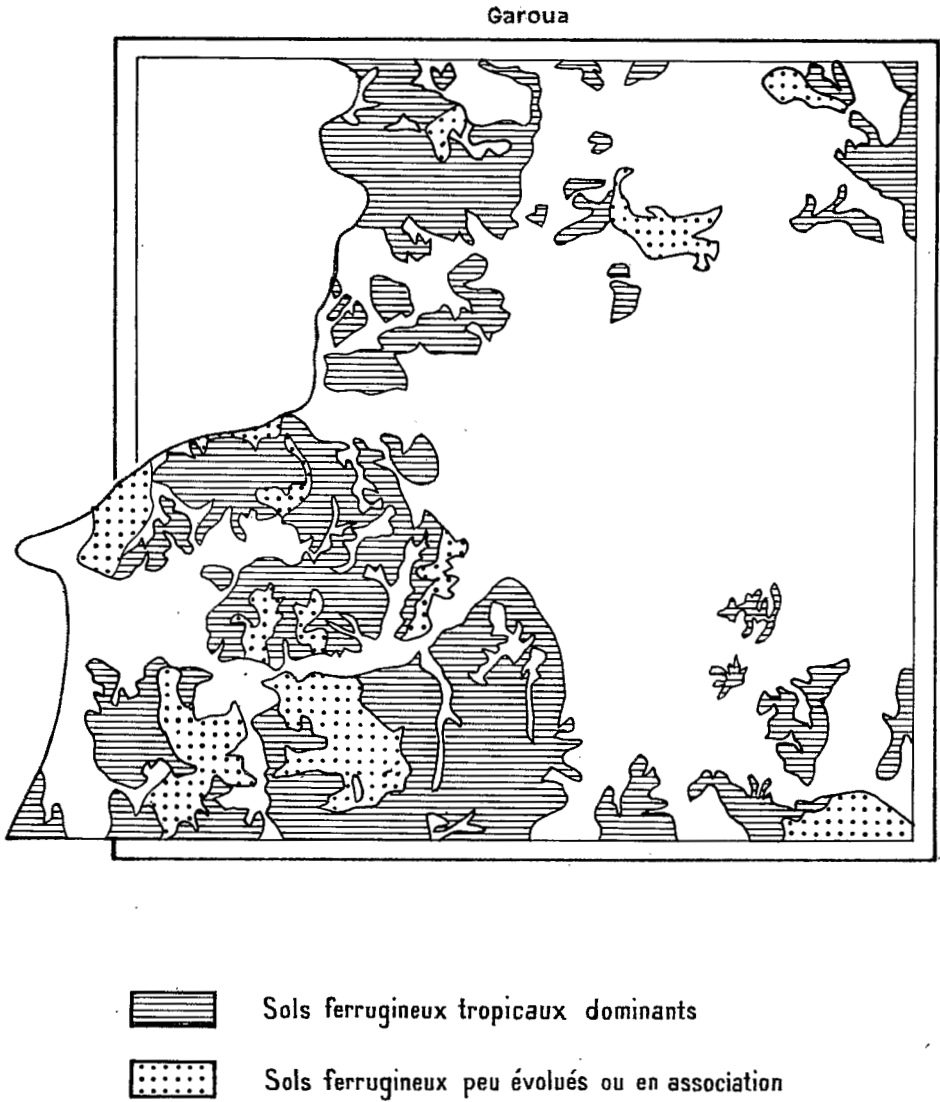 Garoua
Sols ferrugineux tropicaux dominants
Sols ferrugineux peu évolués ou en association